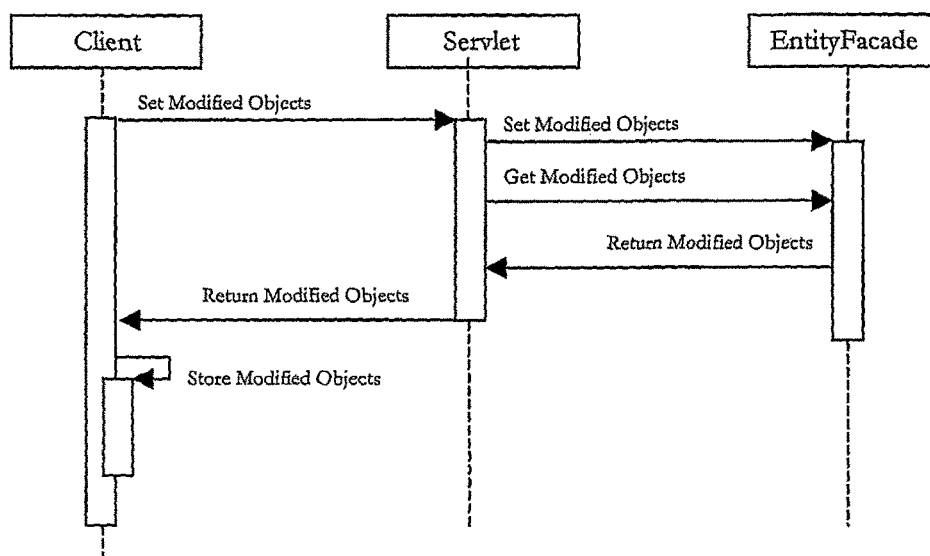 Client
Servlet
EntityFacade
Set Modified Objects
Set Modified Objects
Get Modified Objects
Return Modified Objects
Return Modified Objects
Store Modified Objects